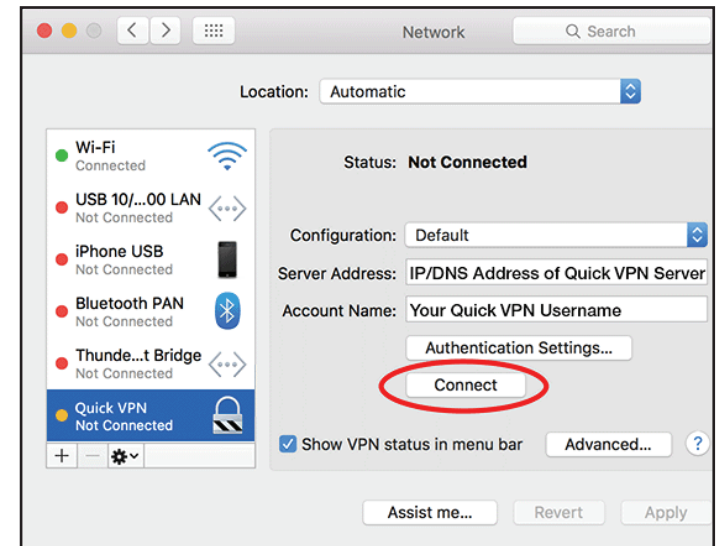 Network
Search
Location: Automatic
Wi-Fi
Connected
USB 10/...00 LAN
Not Connected
iPhone USB
Not Connected
Bluetooth PAN
Not Connected
Thunde...t Bridge
Not Connected
Quick VPN
Not Connected
Status: Not Connected
Configuration: Default
Server Address: IP/DNS Address of Quick VPN Server
Account Name: Your Quick VPN Username
Authentication Settings...
Connect
Show VPN status in menu bar
Advanced...
?
Assist me...
Revert
Apply